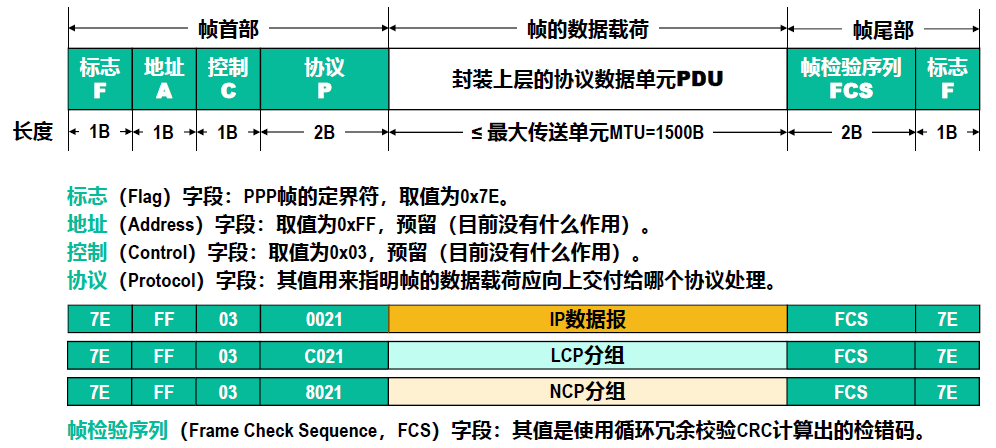 帧首部 帧的数据载荷 帧尾部
标志 地址 控制 协议 封装上层的协议数据单元PDU 帧检验序列 标志
F A C P FCS F
长度 1B 1B 1B 2B ≤ 最大传送单元MTU=1500B 2B 1B
标志（Flag）字段：PPP帧的定界符，取值为0x7E。
地址（Address）字段：取值为0xFF，预留（目前没有什么作用）。
控制（Control）字段：取值为0x03，预留（目前没有什么作用）。
协议（Protocol）字段：其值用来指明帧的数据载荷应向上交付给哪个协议处理。
7E FF 03 0021 IP数据报 FCS 7E
7E FF 03 C021 LCP分组 FCS 7E
7E FF 03 8021 NCP分组 FCS 7E
帧检验序列（Frame Check Sequence，FCS）字段：其值是使用循环冗余校验CRC计算出的检错码。